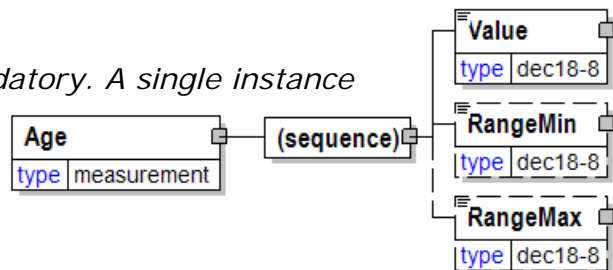 Value
type dec18-8
datory. A single instance
Age
type measurement
(sequence)
RangeMin
type dec18-8
RangeMax
type dec18-8